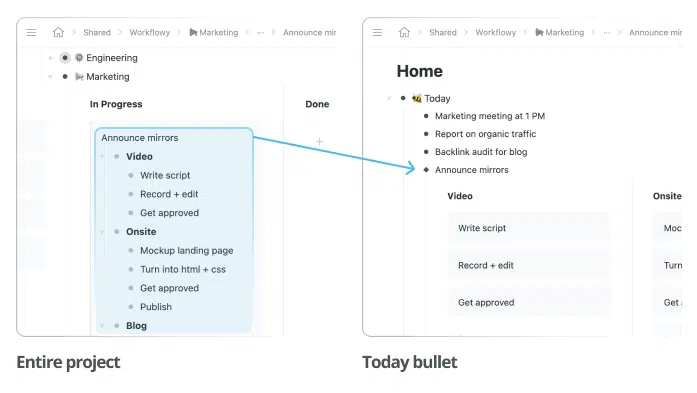 Shared Workflowy Marketing ... Announce mir
Engineering
Marketing
In Progress
Done
Announce mirrors
Video
Write script
Record + edit
Get approved
Onsite
Mockup landing page
Turn into html + css
Get approved
Publish
Blog
Entire project
Shared Workflowy Marketing ... Announce mi
Home
Today
Marketing meeting at 1 PM
Report on organic traffic
Backlink audit for blog
Announce mirrors
Video
Onsite
Write script
Moc
Record + edit
Turn
Get approved
Get a
Today bullet